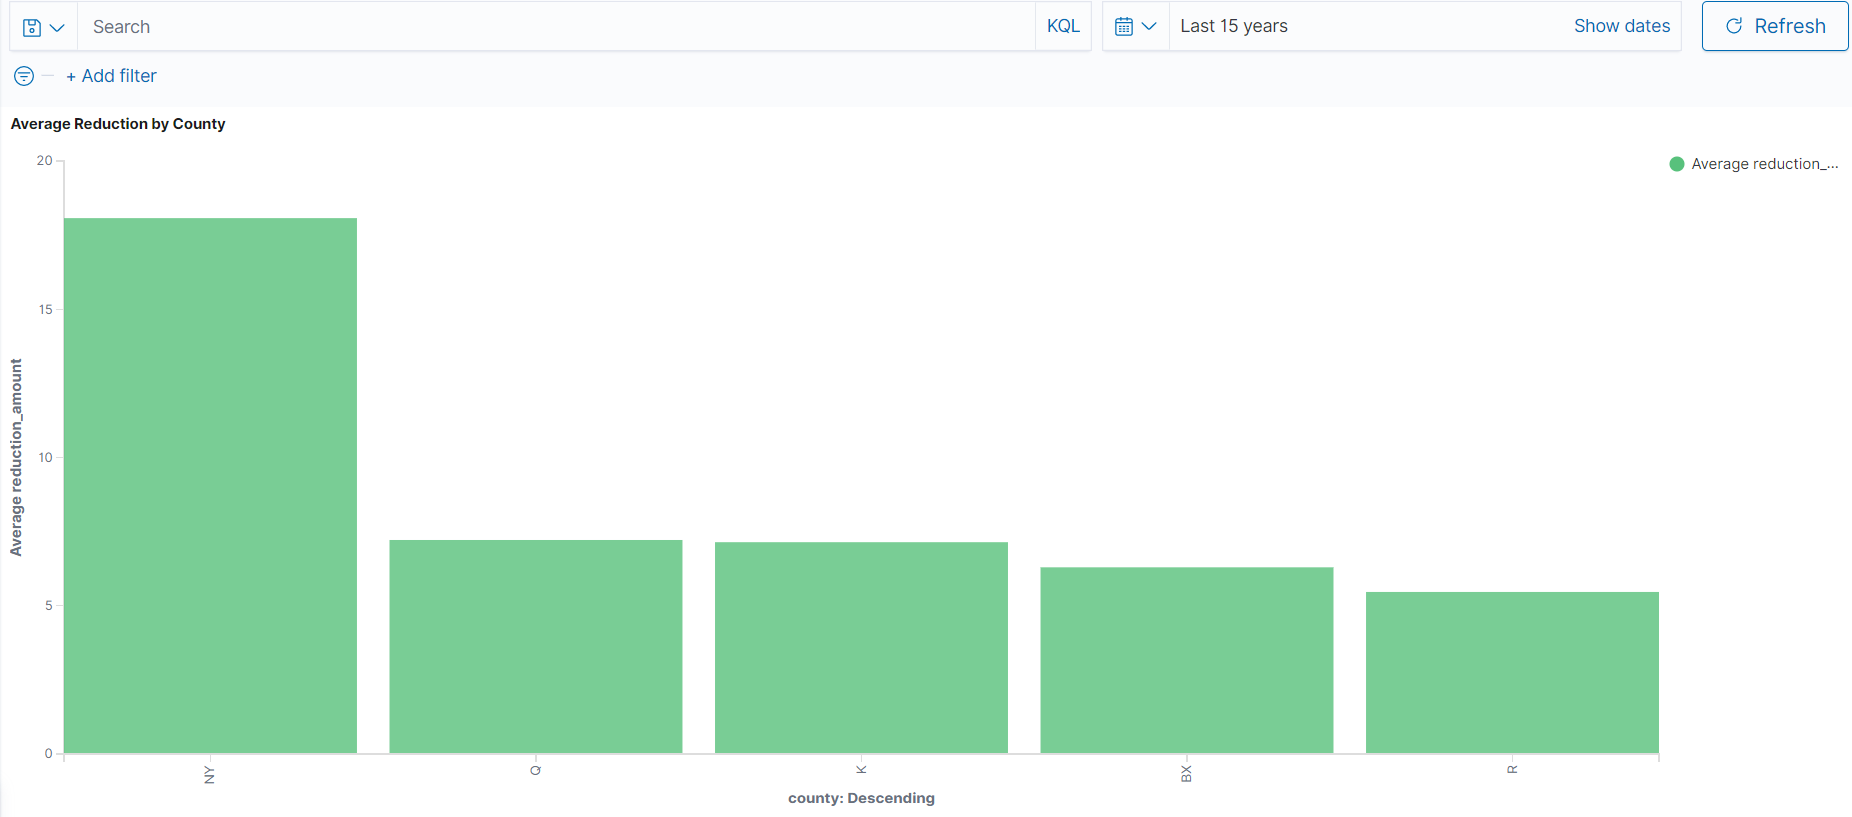 Search KQL Last 15 years Show dates Refresh
+ Add filter
Average Reduction by County
Average reduction_...
20
15
10
5
0
Average reduction_amount
NY Q K BX R
county: Descending